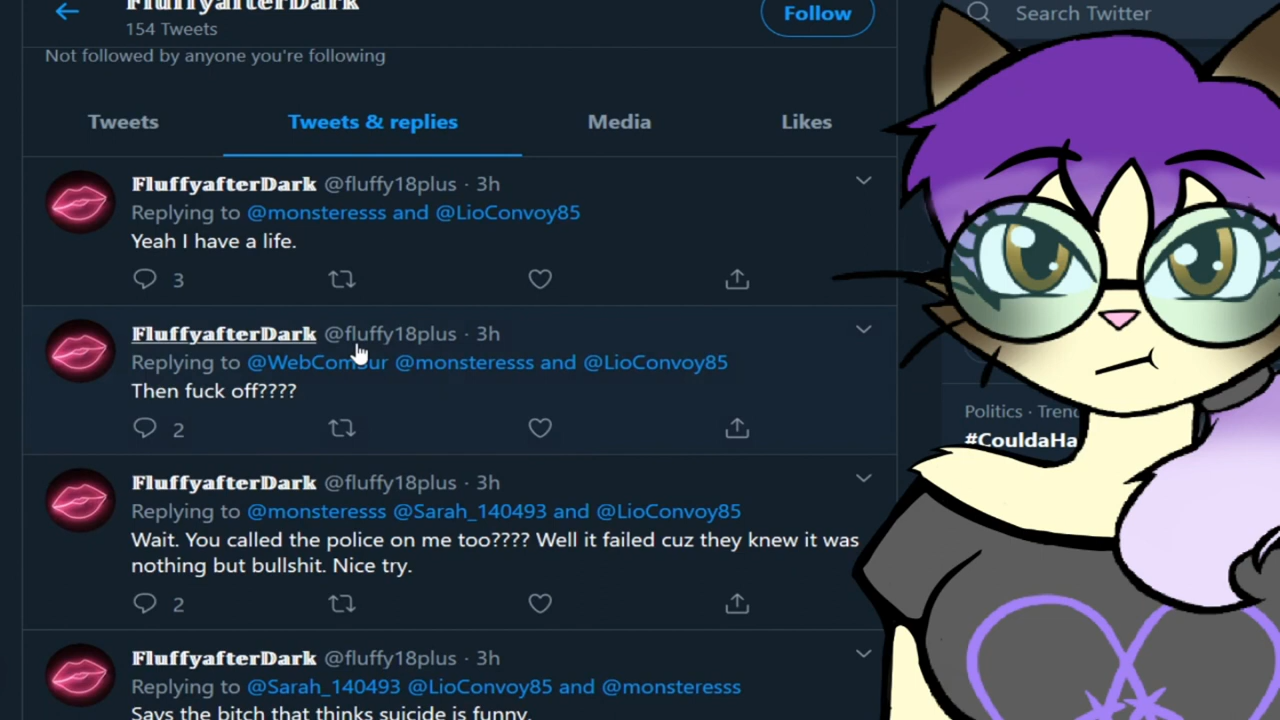 FluffyafterDark
154 Tweets
Follow
Search Twitter
Not followed by anyone you're following
Tweets
Tweets & replies
Media
Likes
FluffyafterDark @fluffy18plus · 3h
Replying to @monsteresss and @LioConvoy85
Yeah I have a life.
3
FluffyafterDark @fluffy18plus · 3h
Replying to @WebComour @monsteresss and @LioConvoy85
Then fuck off????
2
Politics · Trend
#CouldaHa
FluffyafterDark @fluffy18plus · 3h
Replying to @monsteresss @Sarah_140493 and @LioConvoy85
Wait. You called the police on me too???? Well it failed cuz they knew it was
nothing but bullshit. Nice try.
2
FluffyafterDark @fluffy18plus · 3h
Replying to @Sarah_140493 @LioConvoy85 and @monsteresss
Says the bitch that thinks suicide is funny.